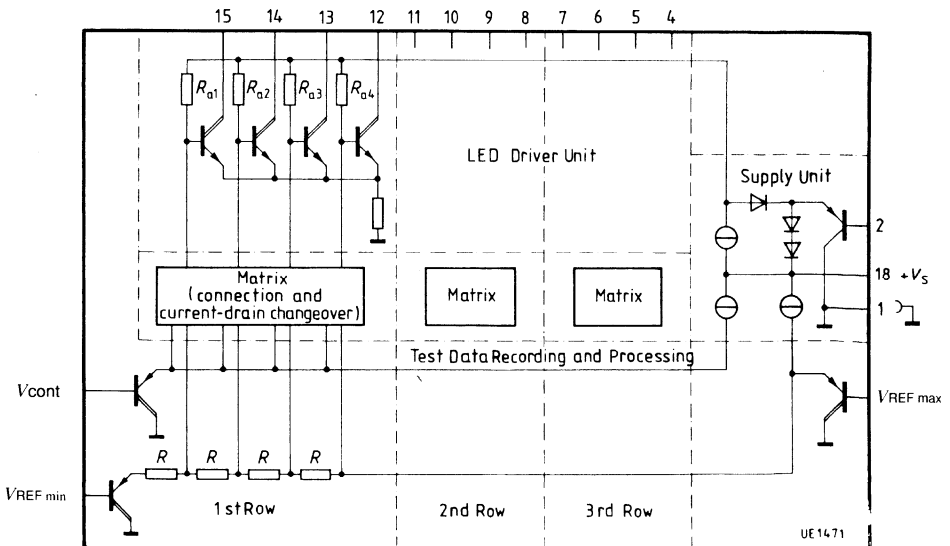 15 14 13 12 11 10 9 8 7 6 5 4
Ra1 Ra2 Ra3 Ra4
LED Driver Unit
Supply Unit
2
18 +VS
1
Matrix
(connection and
current-drain changeover)
Matrix
Matrix
Test Data Recording and Processing
Vcont
VREF max
R R R R
VREF min
1st Row
2nd Row
3rd Row
UE1471